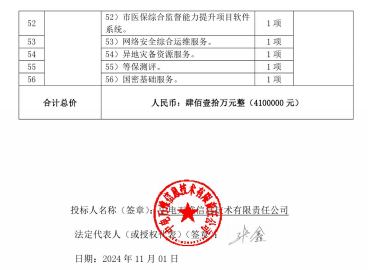 52 52）市医保综合监督能力提升项目软件系统。 1 项
53 53）网络安全综合运维服务。 1 项
54 54）异地灾备资源服务。 1 项
55 55）等保测评。 1 项
56 56）国密基础服务。 1 项
合计总价 人民币：肆佰壹拾万元整（4100000 元）
投标人名称（签章）：电万维信息技术有限责任公司
法定代表人（或授权代表）（签章）：
日期：2024 年 11 月 01 日